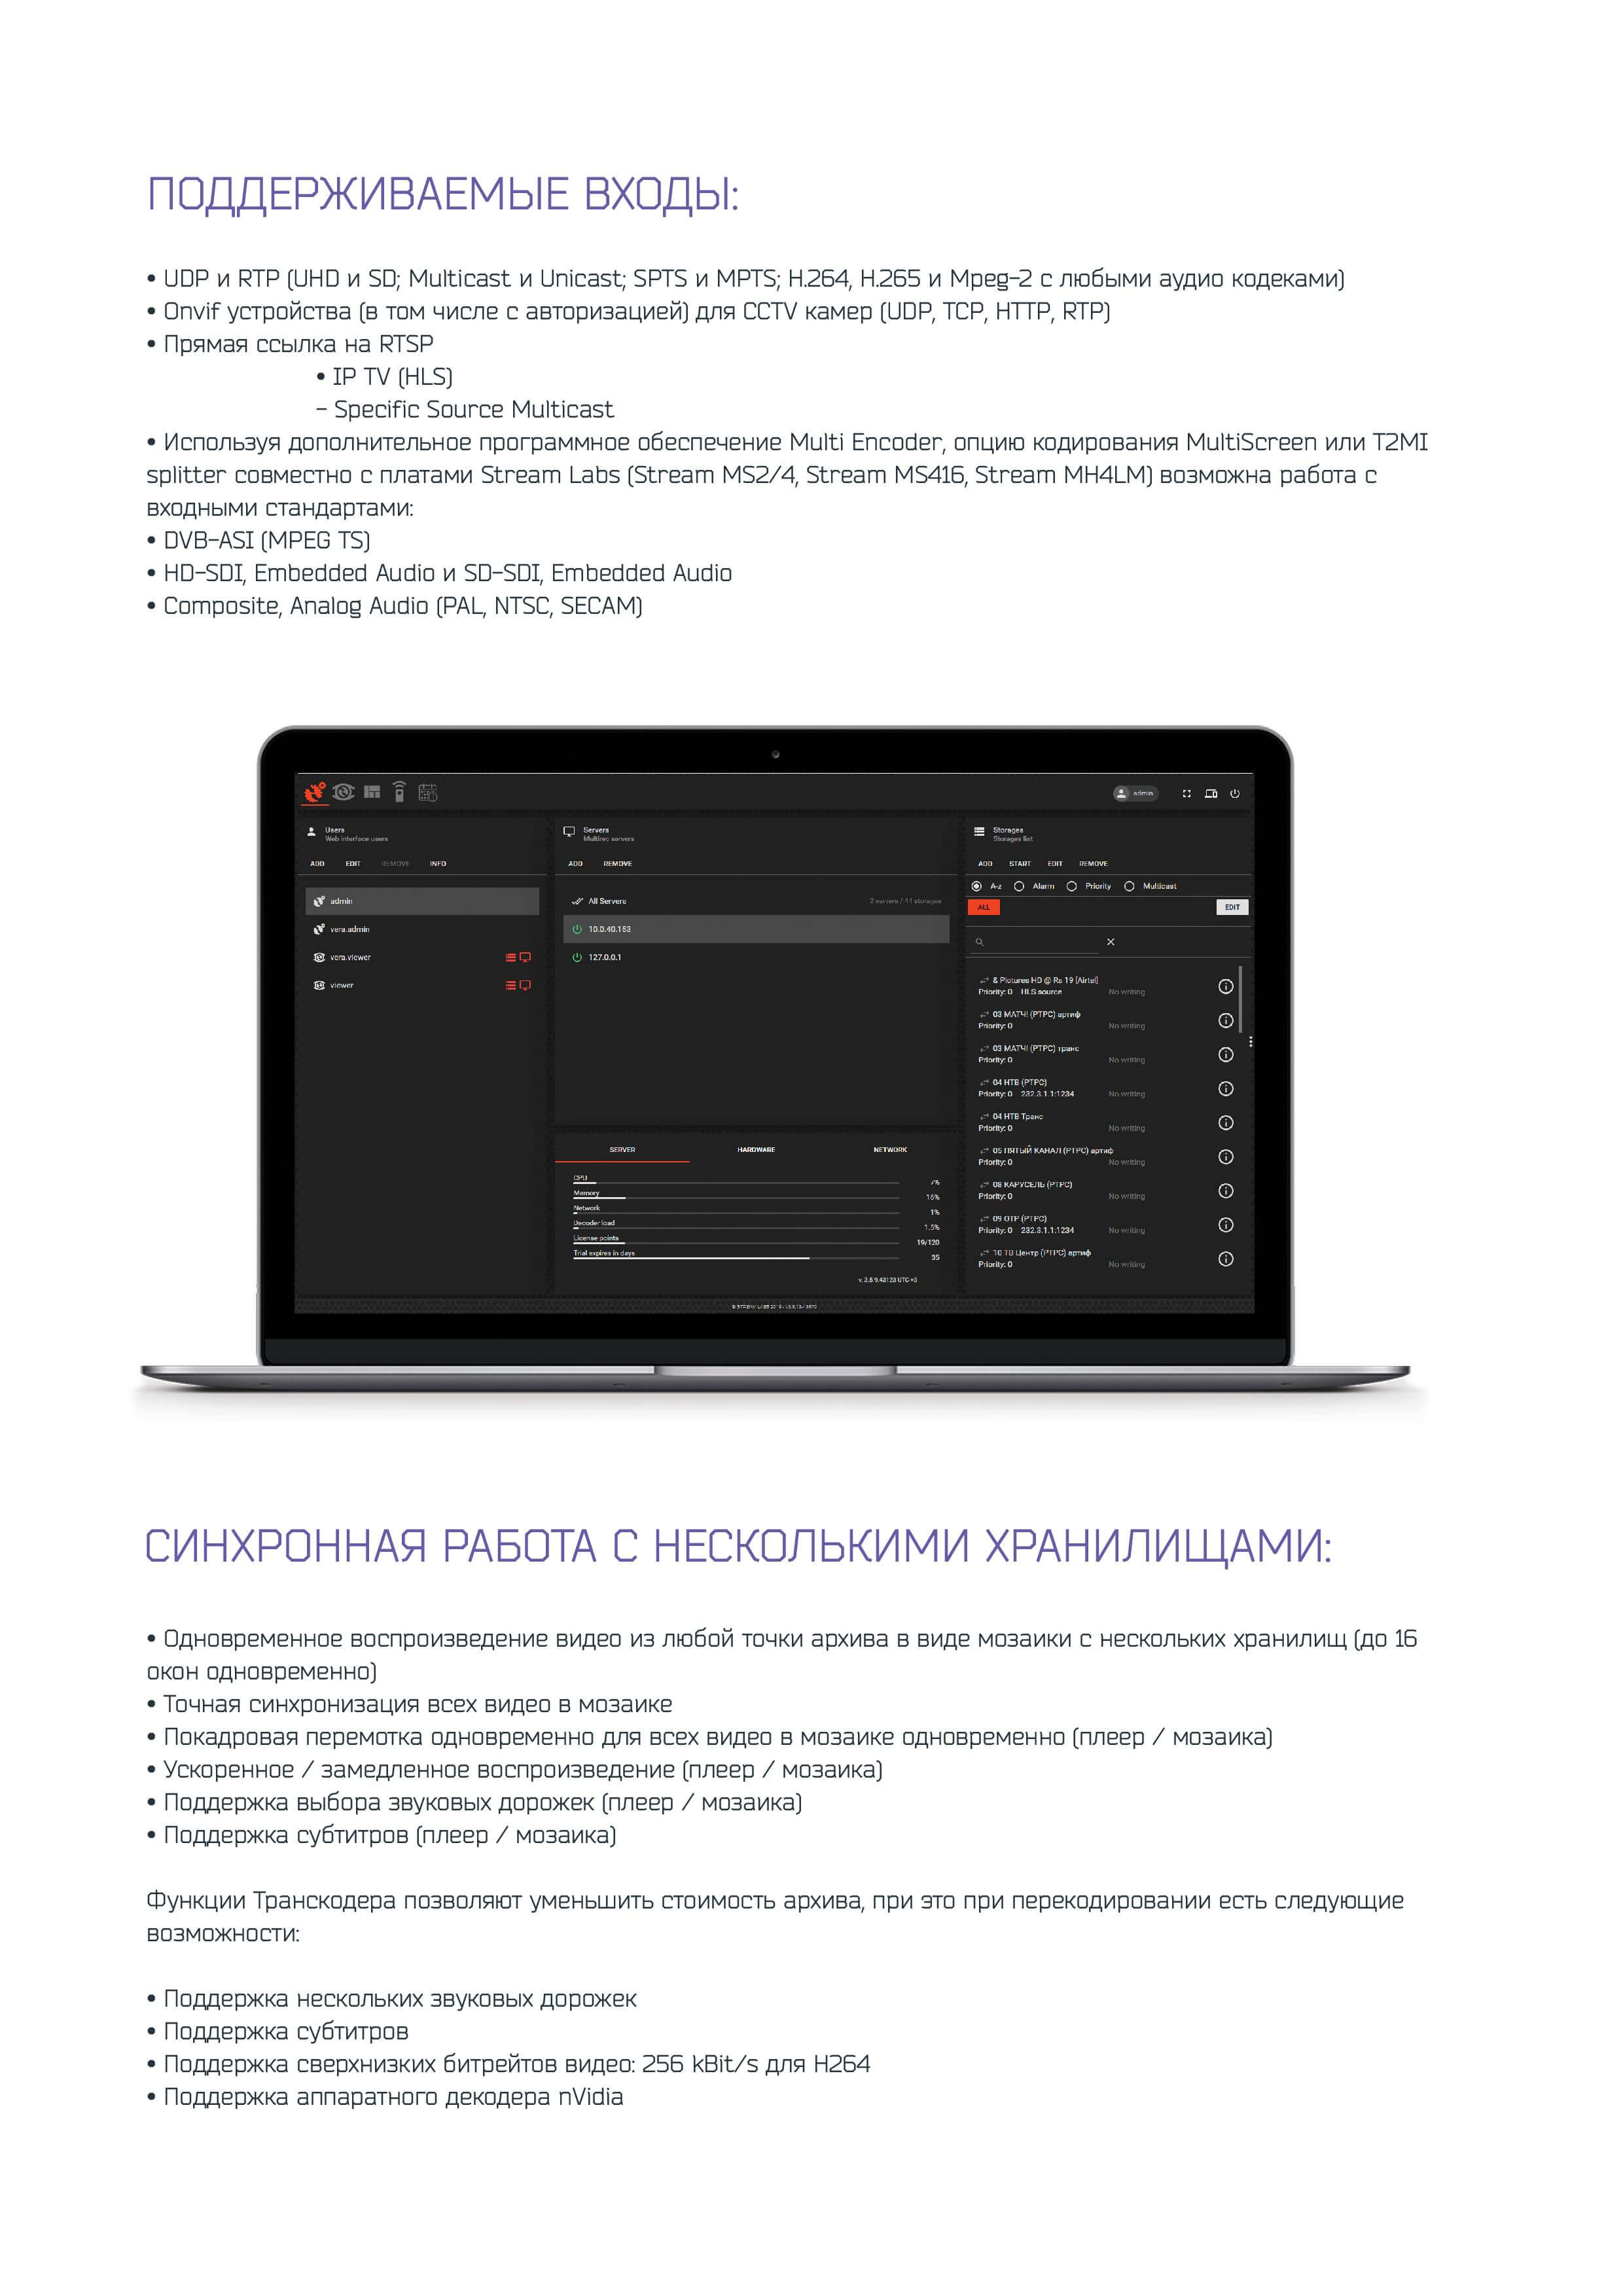 ПОДДЕРЖИВАЕМЫЕ ВХОДЫ:
• UDP и RTP (UHD и SD; Multicast и Unicast; SPTS и MPTS; H.264, H.265 и Mpeg-2 с любыми аудио кодеками)
• Onvif устройства (в том числе с авторизацией) для CCTV камер (UDP, TCP, HTTP, RTP)
• Прямая ссылка на RTSP
• IP TV (HLS)
- Specific Source Multicast
• Используя дополнительное программное обеспечение Multi Encoder, опцию кодирования MultiScreen или T2MI
splitter совместно с платами Stream Labs (Stream MS2/4, Stream MS416, Stream MH4LM) возможна работа с
входными стандартами:
• DVB-ASI (MPEG TS)
• HD-SDI, Embedded Audio и SD-SDI, Embedded Audio
• Composite, Analog Audio (PAL, NTSC, SECAM)
admin
Users
Web interface users
ADD EDIT REMOVE INFO
admin
vera.admin
vera.viewer
viewer
Servers
Multirec servers
ADD REMOVE
All Servers 2 servers / 44 storages
10.0.40.183
127.0.0.1
SERVER HARDWARE NETWORK
CPU 7%
Memory 16%
Network 1%
Decoder load 1.5%
License points 19/120
Trial expires in days 35
v. 3.8.9.43123 UTC +3
Storages
Storages list
ADD START EDIT REMOVE
A-z Alarm Priority Multicast
ALL EDIT
& Pictures HD @ Rs 19 [Airtel]
Priority: 0 HLS source No writing
03 МАТЧ! (РТРС) артиф
Priority: 0 No writing
03 МАТЧ! (РТРС) транс
Priority: 0 No writing
04 НТВ (РТРС)
Priority: 0 232.3.1.1:1234 No writing
04 НТВ Транс
Priority: 0 No writing
05 ПЯТЫЙ КАНАЛ (РТРС) артиф
Priority: 0 No writing
08 КАРУСЕЛЬ (РТРС)
Priority: 0 No writing
09 ОТР (РТРС)
Priority: 0 232.3.1.1:1234 No writing
10 ТВ Центр (РТРС) артиф
Priority: 0 No writing
СИНХРОННАЯ РАБОТА С НЕСКОЛЬКИМИ ХРАНИЛИЩАМИ:
• Одновременное воспроизведение видео из любой точки архива в виде мозаики с нескольких хранилищ (до 16
окон одновременно)
• Точная синхронизация всех видео в мозаике
• Покадровая перемотка одновременно для всех видео в мозаике одновременно (плеер / мозаика)
• Ускоренное / замедленное воспроизведение (плеер / мозаика)
• Поддержка выбора звуковых дорожек (плеер / мозаика)
• Поддержка субтитров (плеер / мозаика)
Функции Транскодера позволяют уменьшить стоимость архива, при это при перекодировании есть следующие
возможности:
• Поддержка нескольких звуковых дорожек
• Поддержка субтитров
• Поддержка сверхнизких битрейтов видео: 256 kBit/s для H264
• Поддержка аппаратного декодера nVidia